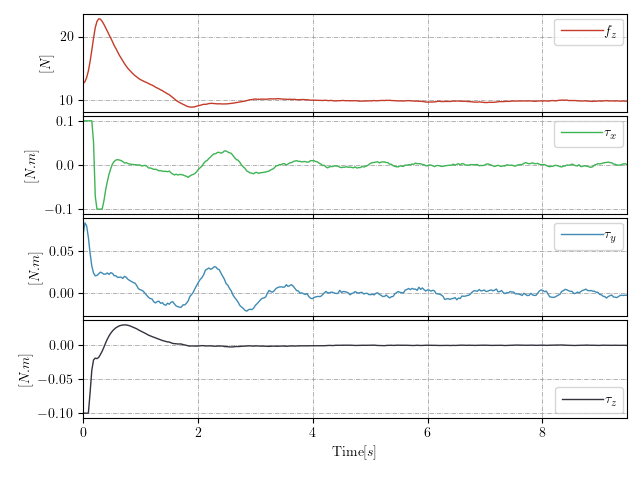 [N]
20
10
f_z
[N.m]
0.1
0.0
−0.1
τ_x
[N.m]
0.05
0.00
τ_y
[N.m]
0.00
−0.05
−0.10
τ_z
0 2 4 6 8
Time[s]